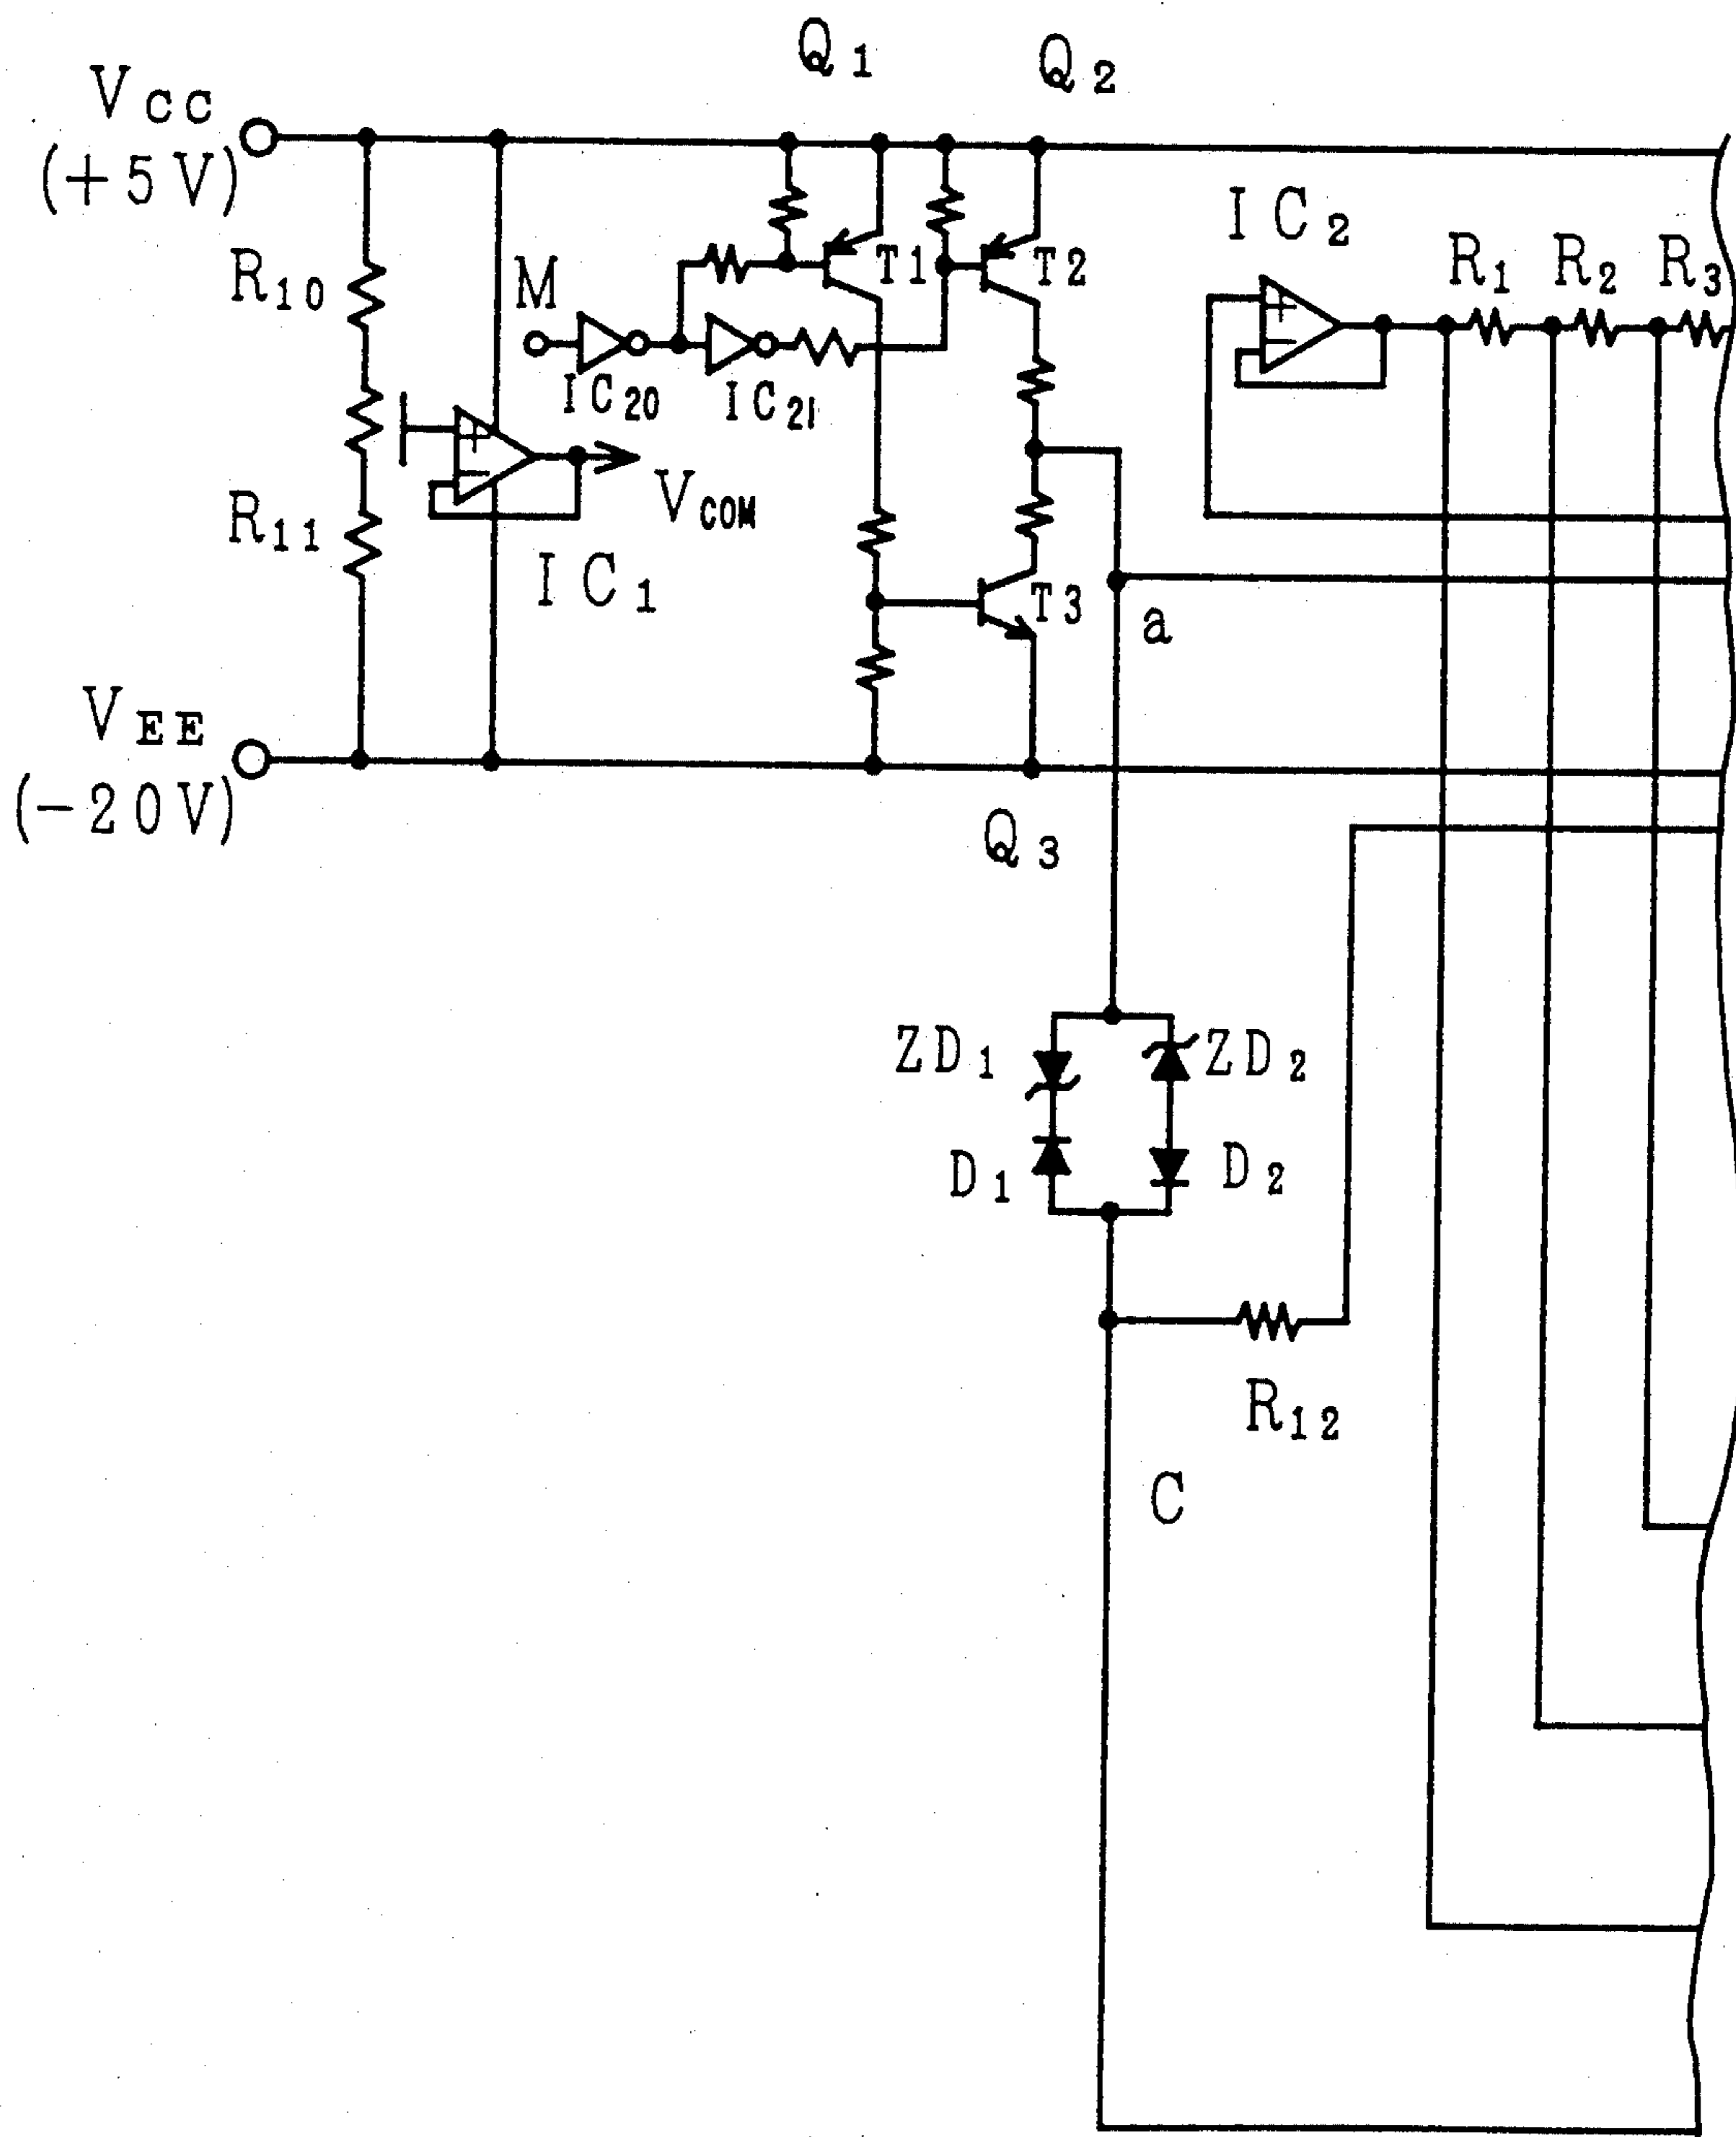 Q1
Q2
VCC
(+5V)
IC2
R1 R2 R3
T1
T2
M
R10
IC20
IC21
VCOM
R11
IC1
T3
a
VEE
(-20V)
Q3
ZD1
ZD2
D1
D2
R12
C